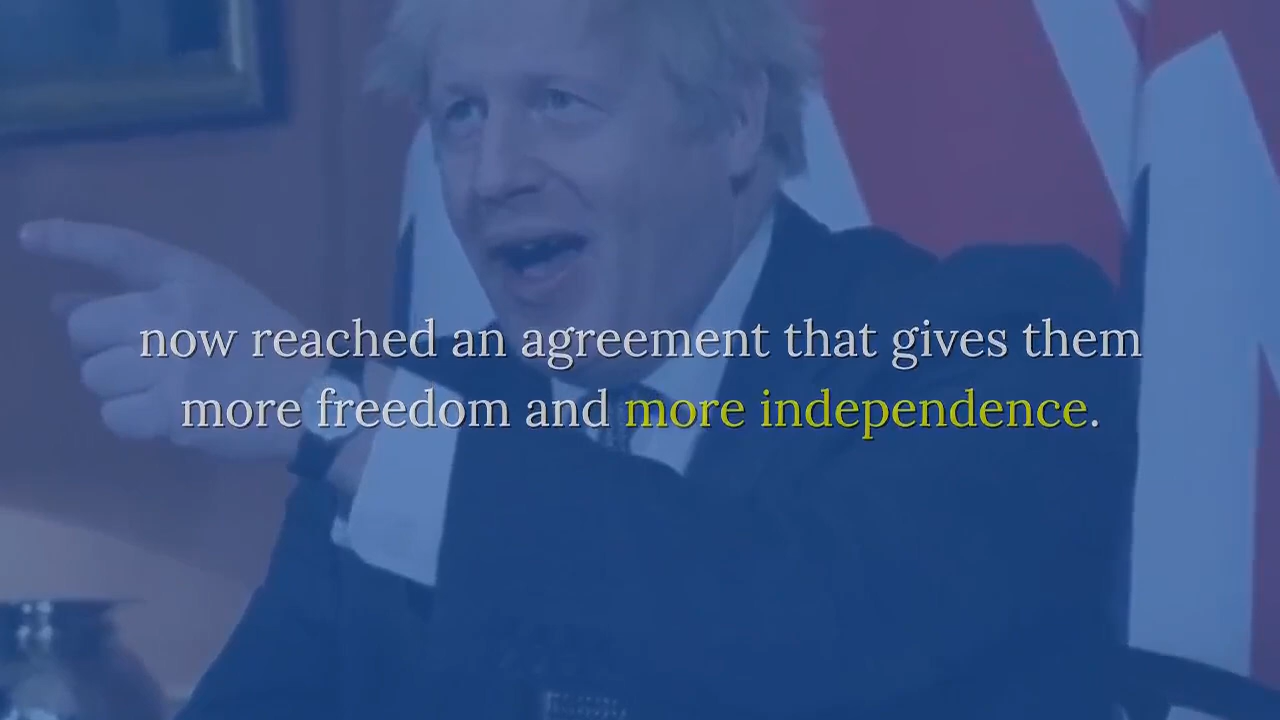 now reached an agreement that gives them
more freedom and more independence.